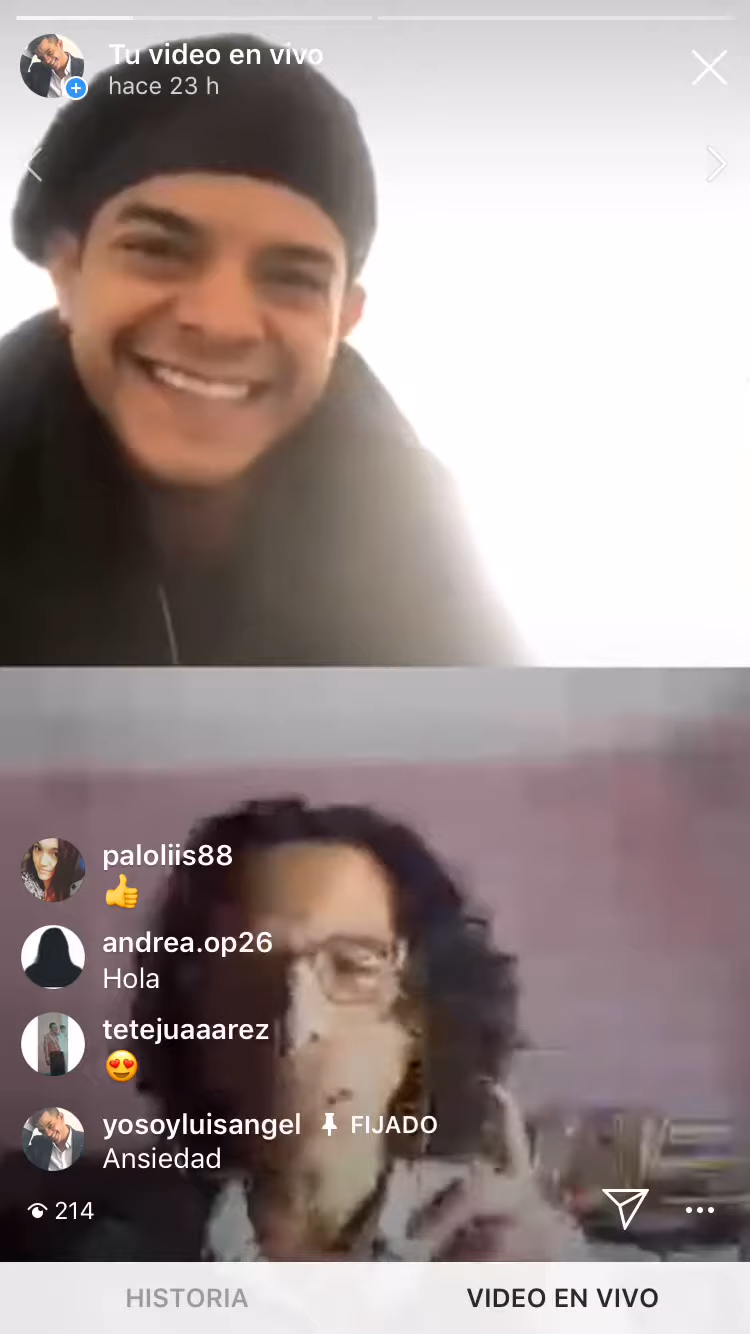 Tu video en vivo
hace 23 h
paloliis88
👍
andrea.op26
Hola
tetejuaaarez
😍
yosoyluisangel FIJADO
Ansiedad
214
HISTORIA
VIDEO EN VIVO